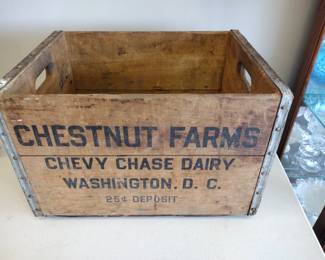 CHESTNUT FARMS
CHEVY CHASE DAIRY
WASHINGTON, D. C.
25¢ DEPOSIT